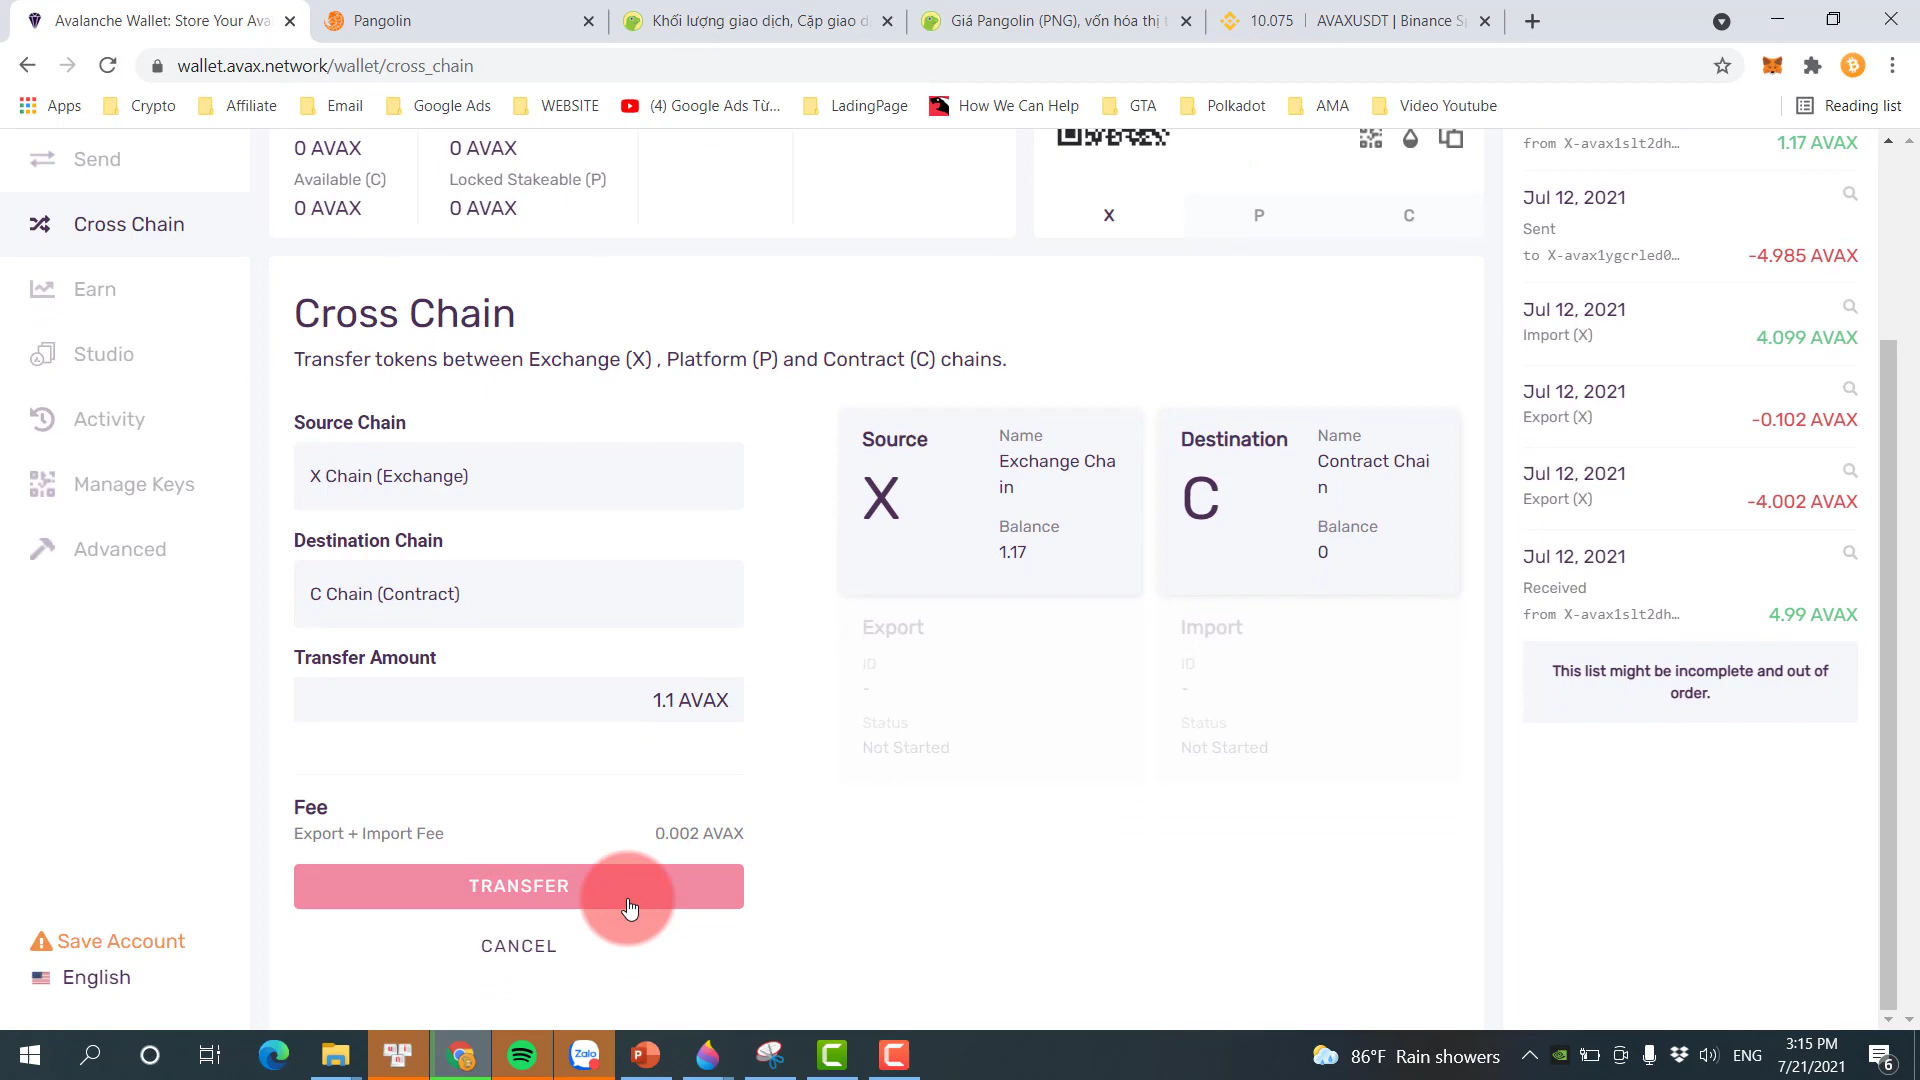 Avalanche Wallet: Store Your Ava
Pangolin
Khối lượng giao dịch, Cặp giao d
Giá Pangolin (PNG), vốn hóa thị t
10.075 | AVAXUSDT | Binance Sp
wallet.avax.network/wallet/cross_chain
Apps
Crypto
Affiliate
Email
Google Ads
WEBSITE
(4) Google Ads Từ...
LadingPage
How We Can Help
GTA
Polkadot
AMA
Video Youtube
Reading list
Send
Cross Chain
Earn
Studio
Activity
Manage Keys
Advanced
Save Account
English
0 AVAX
0 AVAX
Available (C)
Locked Stakeable (P)
0 AVAX
0 AVAX
X
P
C
Cross Chain
Transfer tokens between Exchange (X) , Platform (P) and Contract (C) chains.
Source Chain
X Chain (Exchange)
Destination Chain
C Chain (Contract)
Transfer Amount
1.1 AVAX
Fee
Export + Import Fee
0.002 AVAX
TRANSFER
CANCEL
Source
X
Name
Exchange Cha
in
Balance
1.17
Export
ID
-
Status
Not Started
Destination
C
Name
Contract Chai
n
Balance
0
Import
ID
-
Status
Not Started
from X-avax1slt2dh…
1.17 AVAX
Jul 12, 2021
Sent
to X-avax1ygcrled0…
-4.985 AVAX
Jul 12, 2021
Import (X)
4.099 AVAX
Jul 12, 2021
Export (X)
-0.102 AVAX
Jul 12, 2021
Export (X)
-4.002 AVAX
Jul 12, 2021
Received
from X-avax1slt2dh…
4.99 AVAX
This list might be incomplete and out of
order.
Zalo
86°F Rain showers
ENG
3:15 PM
7/21/2021
6